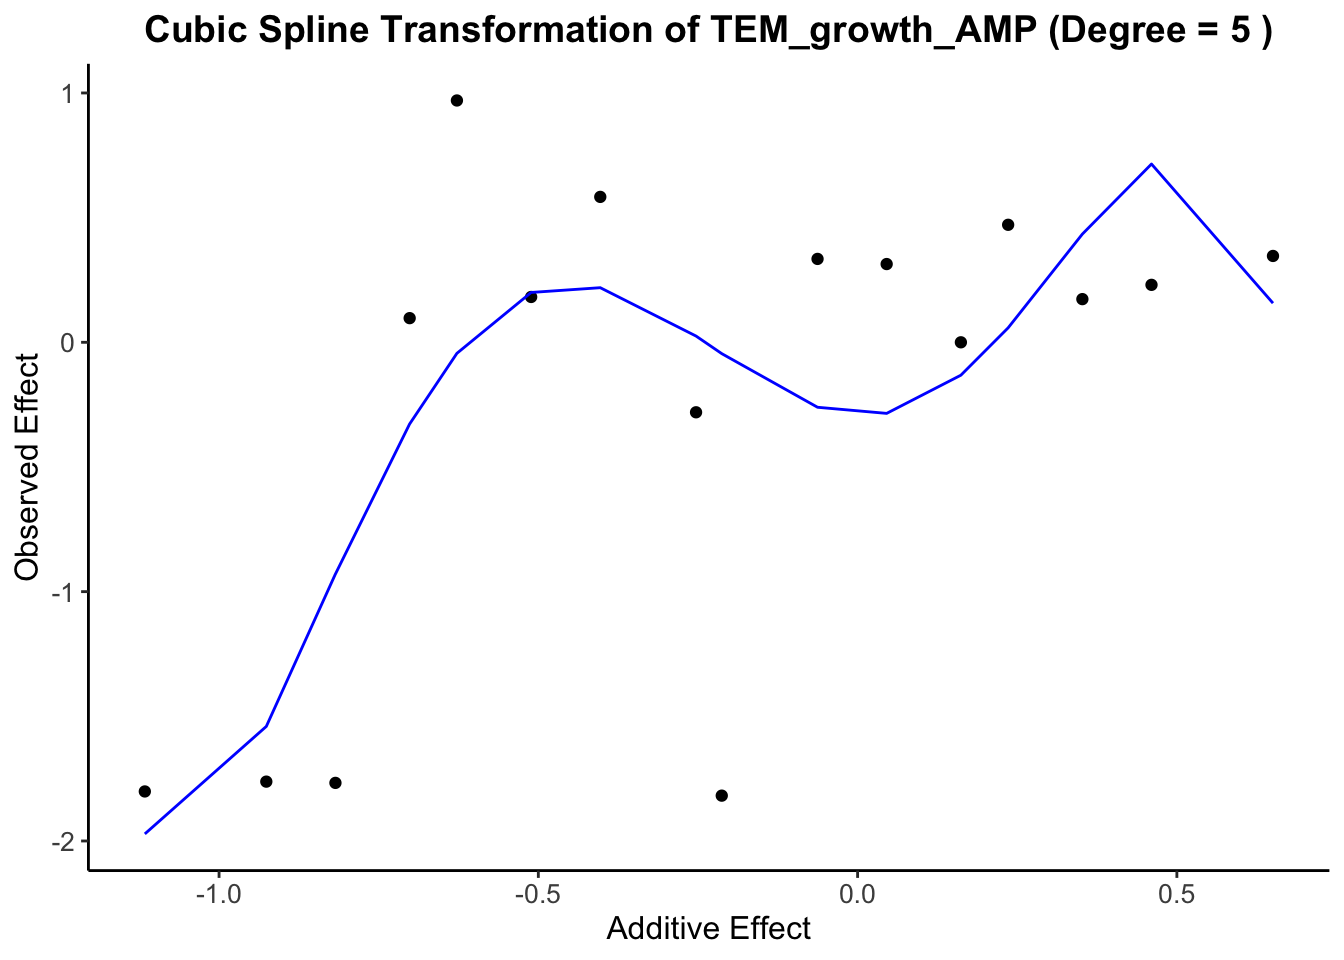 Cubic Spline Transformation of TEM_growth_AMP (Degree = 5 )
1
0
-1
-2
Observed Effect
-1.0 -0.5 0.0 0.5
Additive Effect